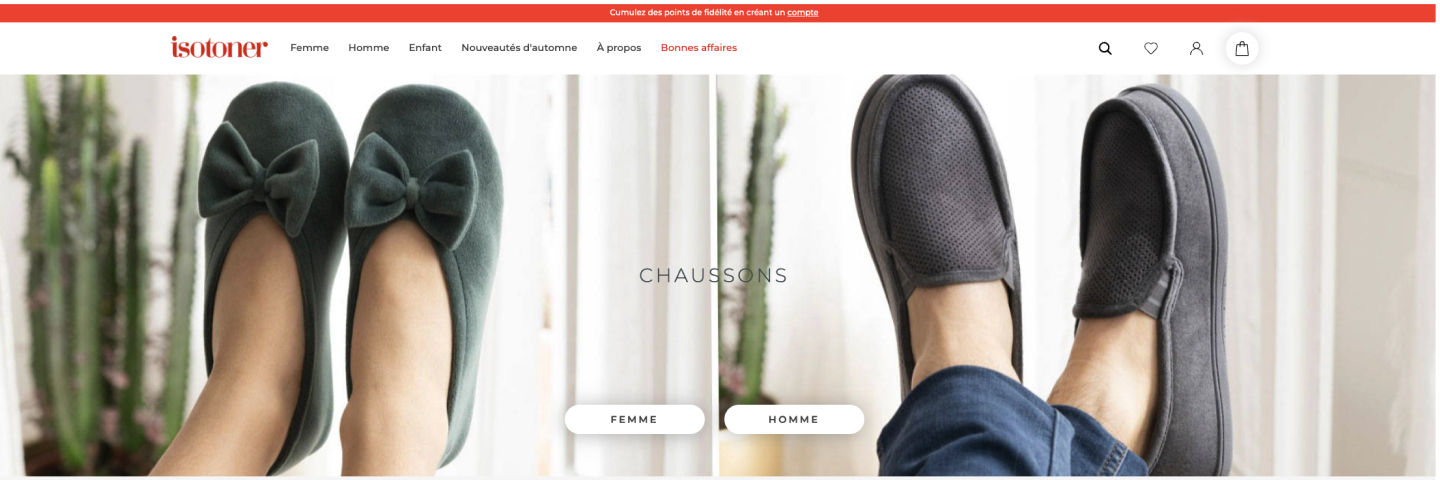 Cumulez des points de fidélité en créant un compte
isotoner
Femme Homme Enfant Nouveautés d'automne À propos Bonnes affaires
CHAUSSONS
FEMME HOMME